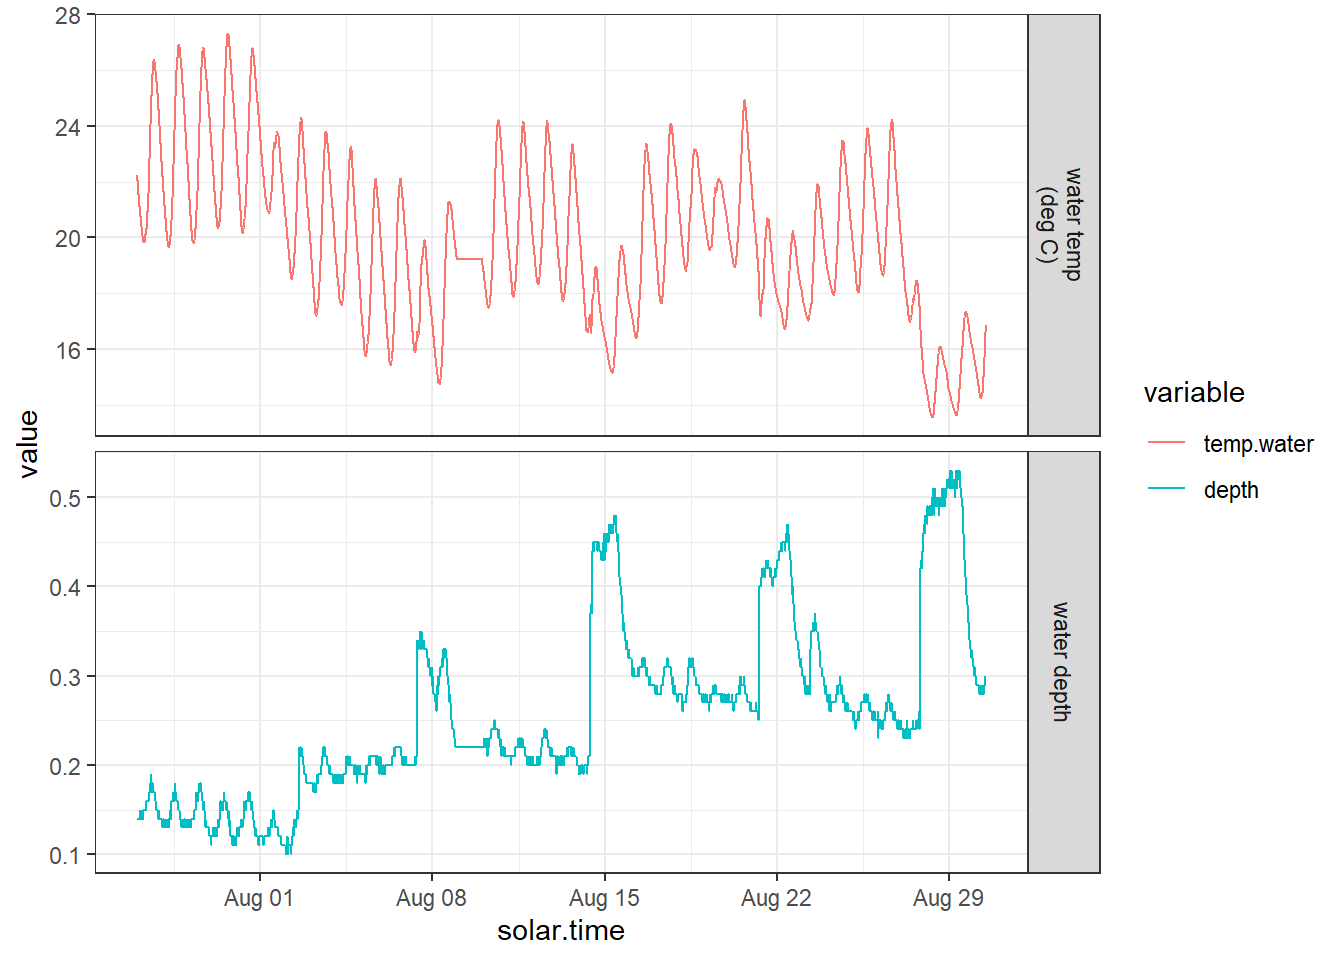 28
24
20
16
water temp
(deg C)
value
0.5
0.4
0.3
0.2
0.1
water depth
Aug 01 Aug 08 Aug 15 Aug 22 Aug 29
solar.time
variable
temp.water
depth